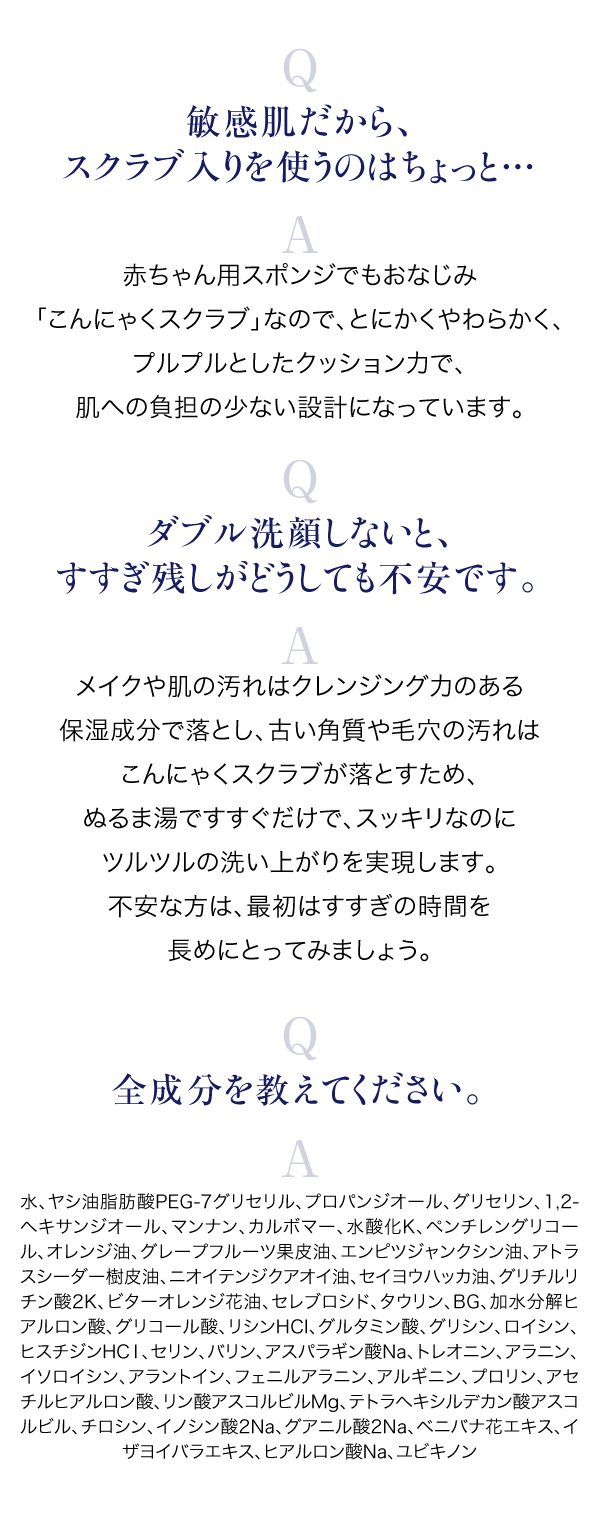 Q
敏感肌だから、
スクラブ入りを使うのはちょっと…
A
赤ちゃん用スポンジでもおなじみ
「こんにゃくスクラブ」なので、とにかくやわらかく、
プルプルとしたクッション力で、
肌への負担の少ない設計になっています。
Q
ダブル洗顔しないと、
すすぎ残しがどうしても不安です。
A
メイクや肌の汚れはクレンジング力のある
保湿成分で落とし、古い角質や毛穴の汚れは
こんにゃくスクラブが落とすため、
ぬるま湯ですすぐだけで、スッキリなのに
ツルツルの洗い上がりを実現します。
不安な方は、最初はすすぎの時間を
長めにとってみましょう。
Q
全成分を教えてください。
A
水、ヤシ油脂肪酸PEG-7グリセリル、プロパンジオール、グリセリン、1,2-
ヘキサンジオール、マンナン、カルボマー、水酸化K、ペンチレングリコー
ル、オレンジ油、グレープフルーツ果皮油、エンピツジャンクシン油、アトラ
スシーダー樹皮油、ニオイテンジクアオイ油、セイヨウハッカ油、グリチルリ
チン酸2K、ビターオレンジ花油、セレブロシド、タウリン、BG、加水分解ヒ
アルロン酸、グリコール酸、リシンHCl、グルタミン酸、グリシン、ロイシン、
ヒスチジンHCl、セリン、バリン、アスパラギン酸Na、トレオニン、アラニン、
イソロイシン、アラントイン、フェニルアラニン、アルギニン、プロリン、アセ
チルヒアルロン酸、リン酸アスコルビルMg、テトラヘキシルデカン酸アスコ
ルビル、チロシン、イノシン酸2Na、グアニル酸2Na、ベニバナ花エキス、イ
ザヨイバラエキス、ヒアルロン酸Na、ユビキノン